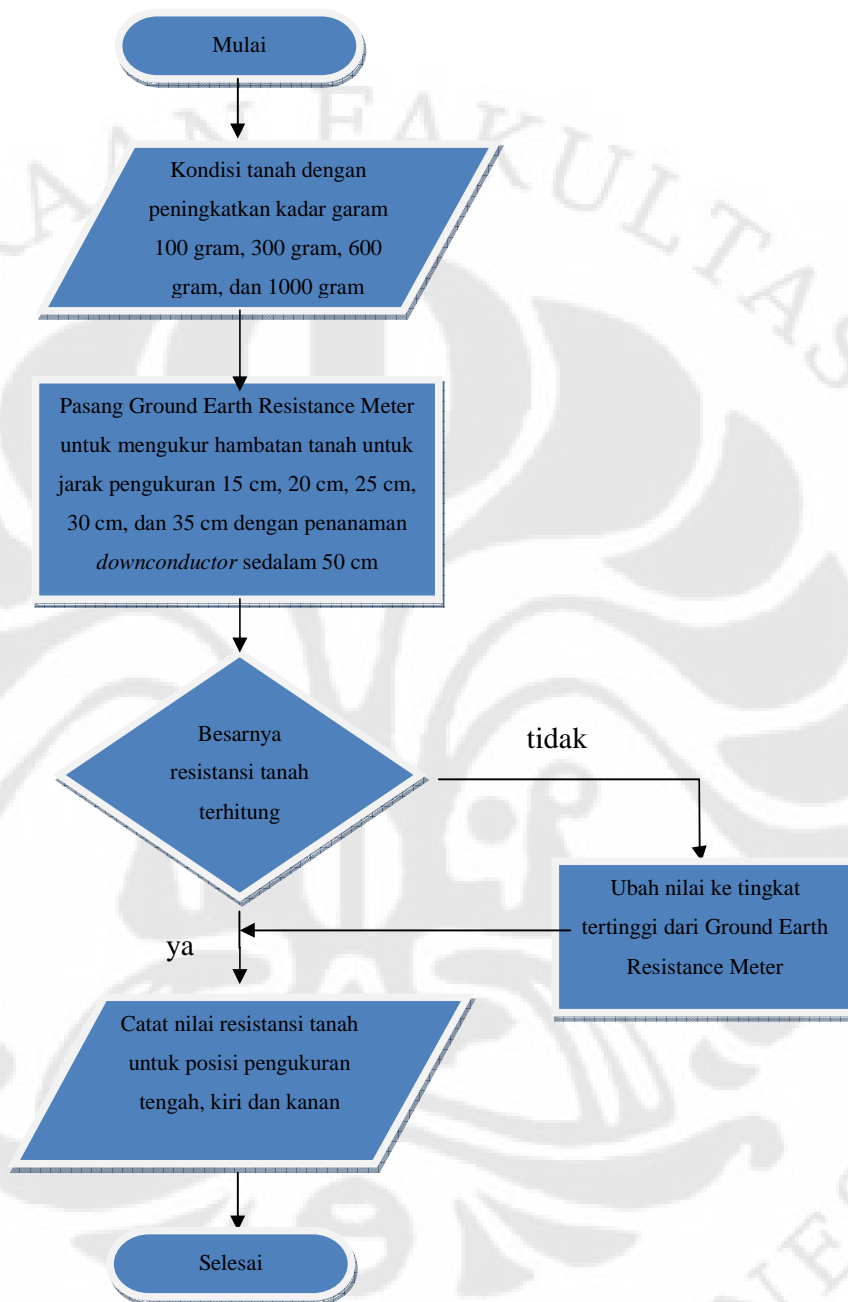 Mulai
Kondisi tanah dengan
peningkatkan kadar garam
100 gram, 300 gram, 600
gram, dan 1000 gram
Pasang Ground Earth Resistance Meter
untuk mengukur hambatan tanah untuk
jarak pengukuran 15 cm, 20 cm, 25 cm,
30 cm, dan 35 cm dengan penanaman
downconductor sedalam 50 cm
Besarnya
resistansi tanah
terhitung
tidak
Ubah nilai ke tingkat
tertinggi dari Ground Earth
Resistance Meter
ya
Catat nilai resistansi tanah
untuk posisi pengukuran
tengah, kiri dan kanan
Selesai